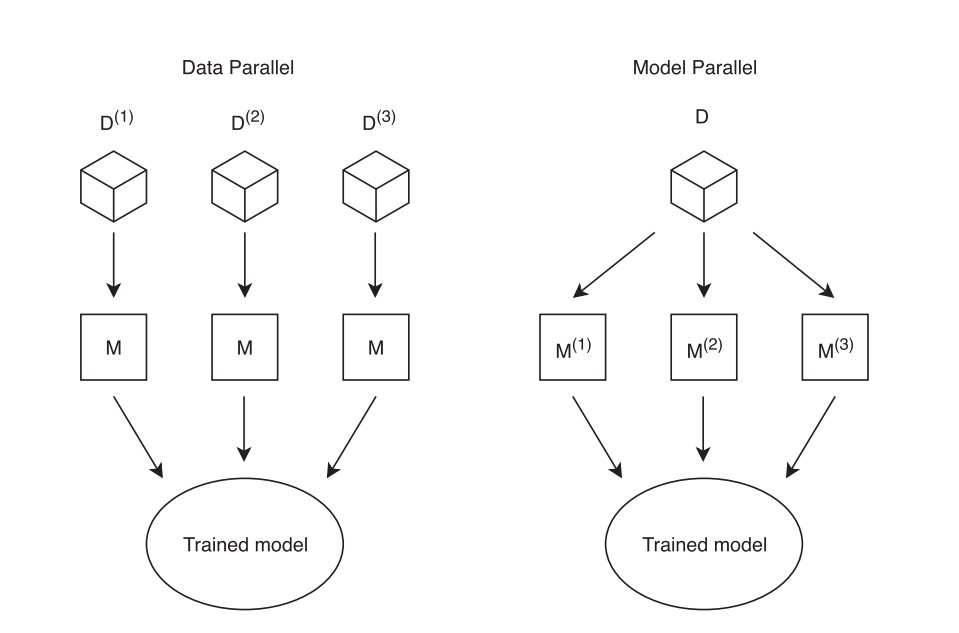 Data Parallel
D(1) D(2) D(3)
M M M
Trained model
Model Parallel
D
M(1) M(2) M(3)
Trained model